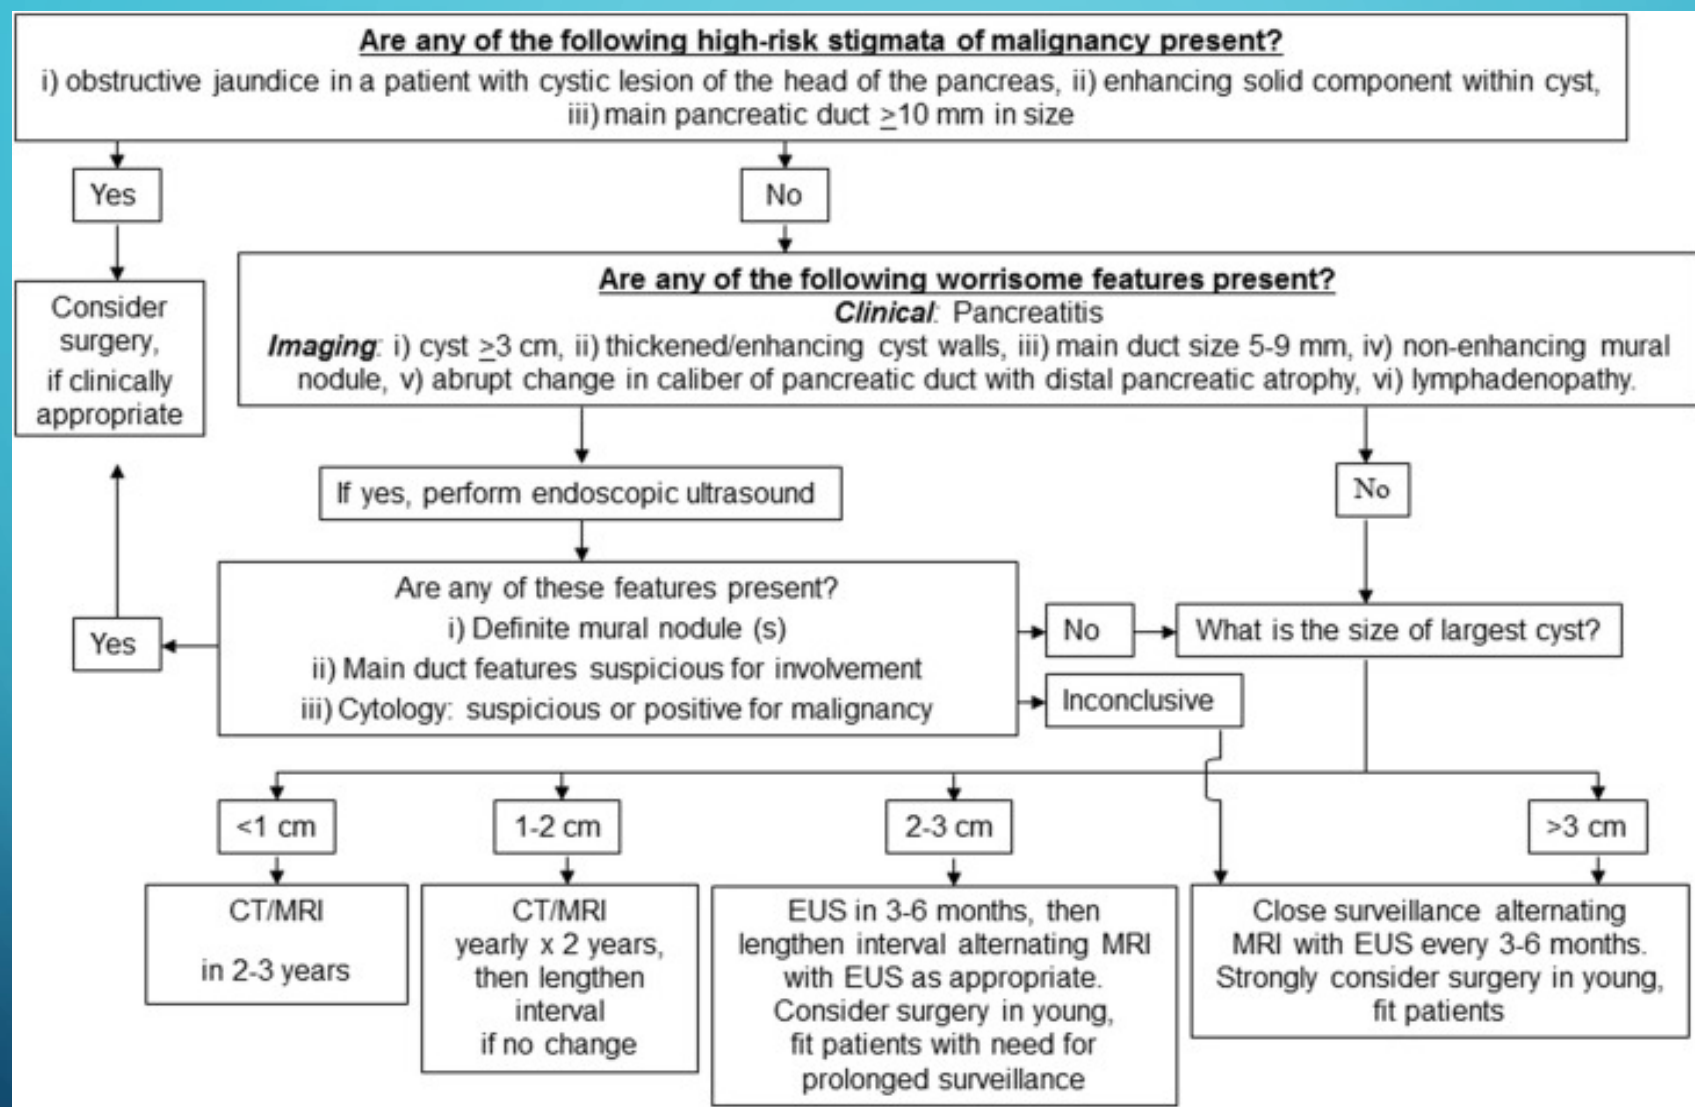 Are any of the following high-risk stigmata of malignancy present?
i) obstructive jaundice in a patient with cystic lesion of the head of the pancreas, ii) enhancing solid component within cyst,
iii) main pancreatic duct ≥10 mm in size
Yes
No
Consider
surgery,
if clinically
appropriate
Are any of the following worrisome features present?
Clinical: Pancreatitis
Imaging: i) cyst ≥3 cm, ii) thickened/enhancing cyst walls, iii) main duct size 5-9 mm, iv) non-enhancing mural
nodule, v) abrupt change in caliber of pancreatic duct with distal pancreatic atrophy, vi) lymphadenopathy.
If yes, perform endoscopic ultrasound
No
Are any of these features present?
i) Definite mural nodule (s)
ii) Main duct features suspicious for involvement
iii) Cytology: suspicious or positive for malignancy
Yes
No
What is the size of largest cyst?
Inconclusive
<1 cm
1-2 cm
2-3 cm
>3 cm
CT/MRI
in 2-3 years
CT/MRI
yearly x 2 years,
then lengthen
interval
if no change
EUS in 3-6 months, then
lengthen interval alternating MRI
with EUS as appropriate.
Consider surgery in young,
fit patients with need for
prolonged surveillance
Close surveillance alternating
MRI with EUS every 3-6 months.
Strongly consider surgery in young,
fit patients